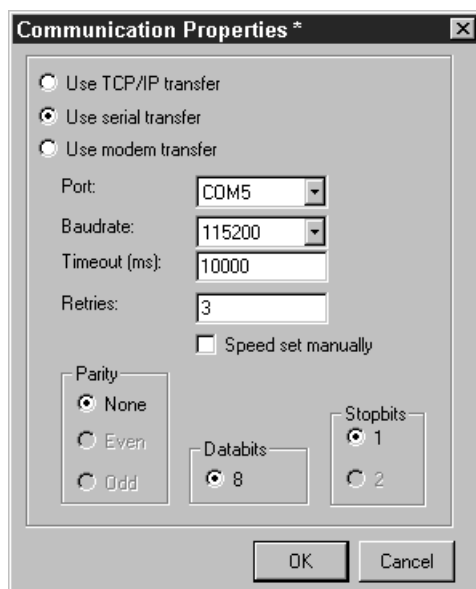 Communication Properties *
Use TCP/IP transfer
Use serial transfer
Use modem transfer
Port: COM5
Baudrate: 115200
Timeout (ms): 10000
Retries: 3
Speed set manually
Parity
None
Even
Odd
Databits
8
Stopbits
1
2
OK Cancel